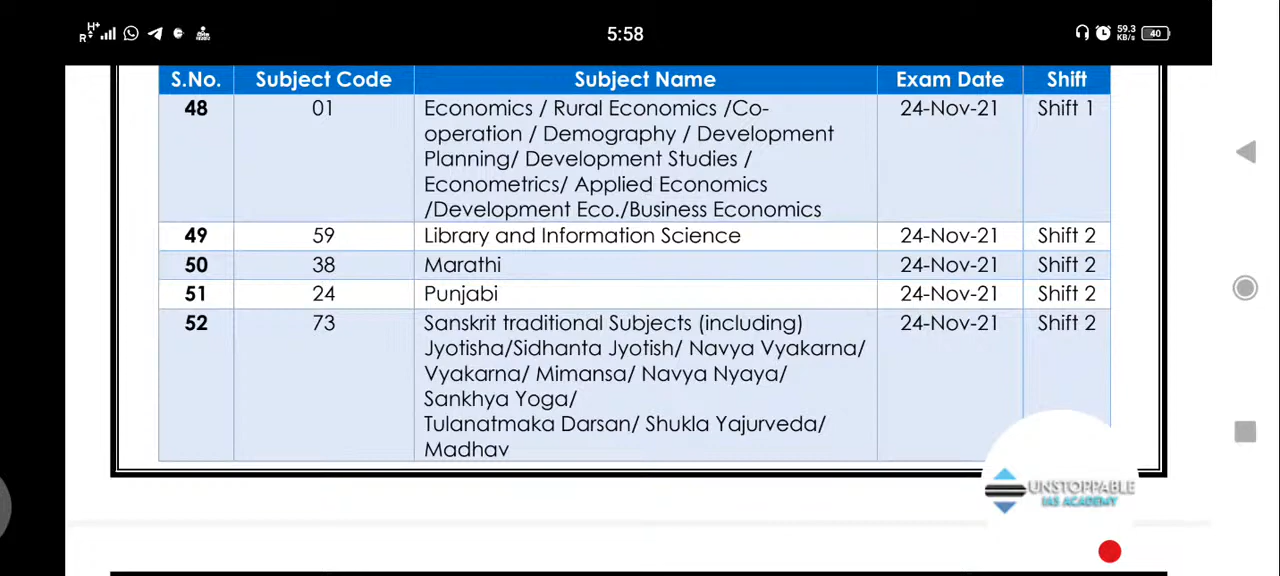 R H+ 5:58 59.3 KB/s 40
S.No. Subject Code Subject Name Exam Date Shift
48 01 Economics / Rural Economics /Co- 24-Nov-21 Shift 1
operation / Demography / Development
Planning/ Development Studies /
Econometrics/ Applied Economics
/Development Eco./Business Economics
49 59 Library and Information Science 24-Nov-21 Shift 2
50 38 Marathi 24-Nov-21 Shift 2
51 24 Punjabi 24-Nov-21 Shift 2
52 73 Sanskrit traditional Subjects (including) 24-Nov-21 Shift 2
Jyotisha/Sidhanta Jyotish/ Navya Vyakarna/
Vyakarna/ Mimansa/ Navya Nyaya/
Sankhya Yoga/
Tulanatmaka Darsan/ Shukla Yajurveda/
Madhav
UNSTOPPABLE
IAS ACADEMY